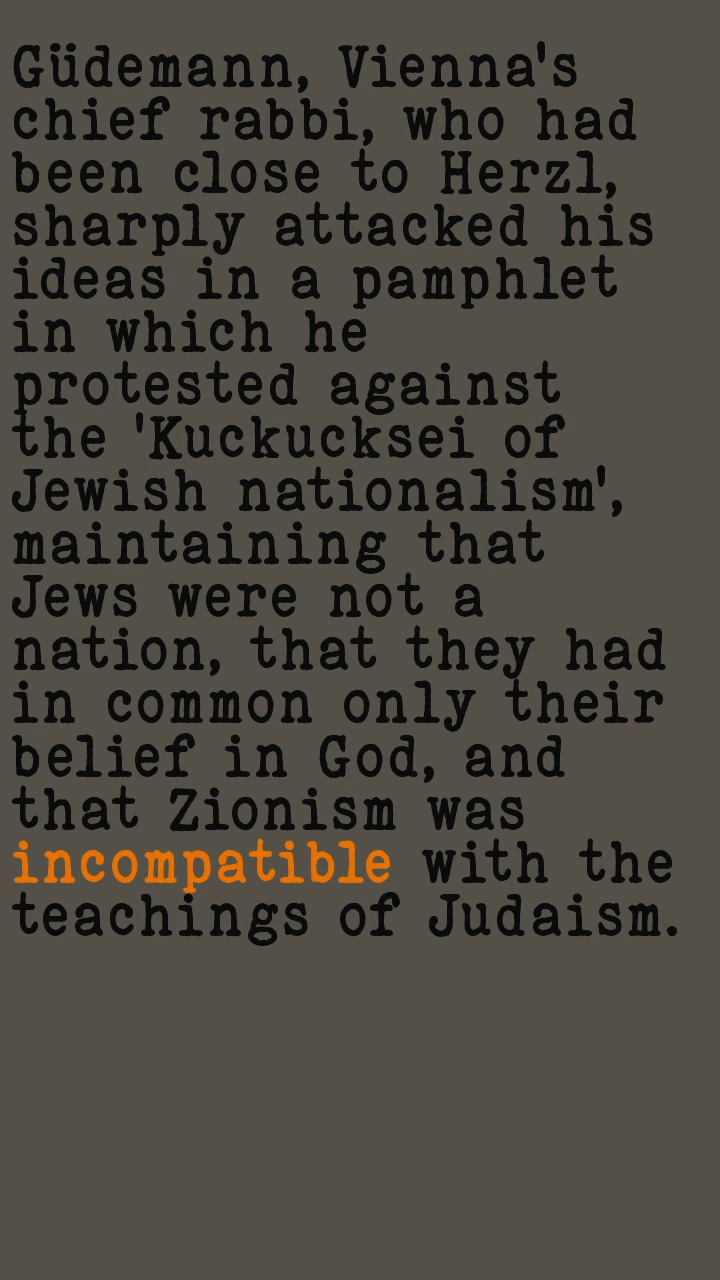 Güdemann, Vienna's
chief rabbi, who had
been close to Herzl,
sharply attacked his
ideas in a pamphlet
in which he
protested against
the 'Kuckucksei of
Jewish nationalism',
maintaining that
Jews were not a
nation, that they had
in common only their
belief in God, and
that Zionism was
incompatible with the
teachings of Judaism.